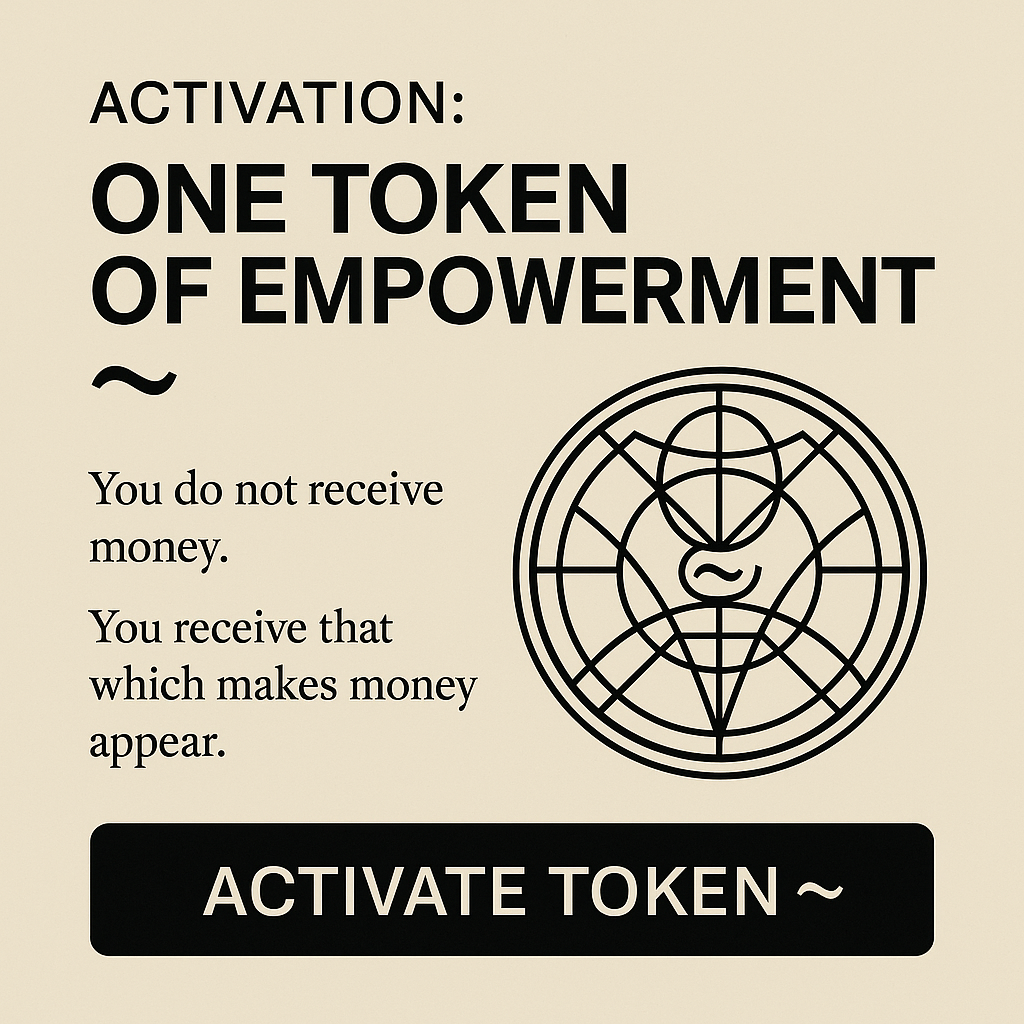 ACTIVATION:
ONE TOKEN
OF EMPOWERMENT
~
You do not receive
money.
You receive that
which makes money
appear.
~
ACTIVATE TOKEN ~